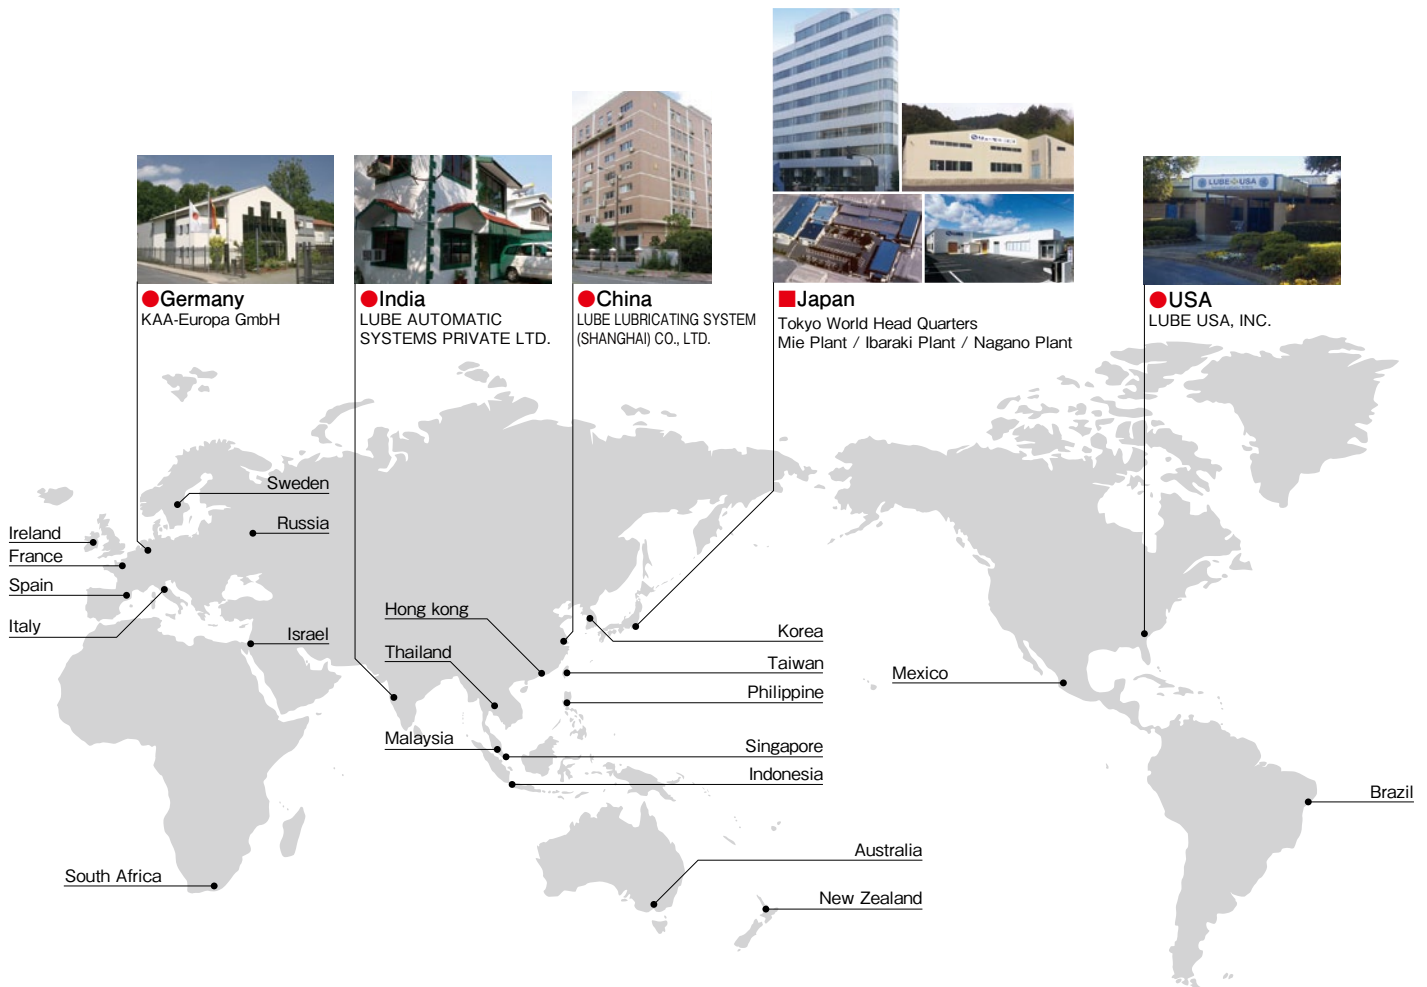 LUBE USA
●Germany
KAA-Europa GmbH
●India
LUBE AUTOMATIC
SYSTEMS PRIVATE LTD.
●China
LUBE LUBRICATING SYSTEM
(SHANGHAI) CO., LTD.
■Japan
Tokyo World Head Quarters
Mie Plant / Ibaraki Plant / Nagano Plant
●USA
LUBE USA, INC.
Sweden
Russia
Ireland
France
Spain
Italy
Israel
Hong kong
Thailand
Korea
Taiwan
Philippine
Mexico
Malaysia
Singapore
Indonesia
Brazil
Australia
South Africa
New Zealand